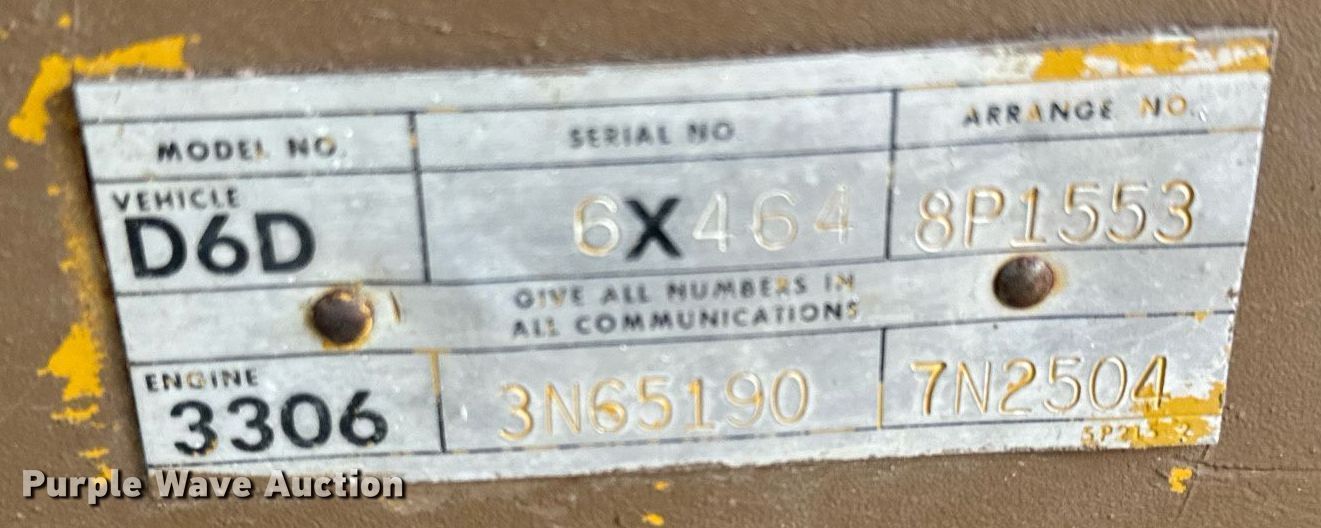 MODEL NO. SERIAL NO. ARRANGE NO.
VEHICLE
D6D 6X464 8P1553
GIVE ALL NUMBERS IN
ALL COMMUNICATIONS
ENGINE
3306 3N65190 7N2504
Purple Wave Auction